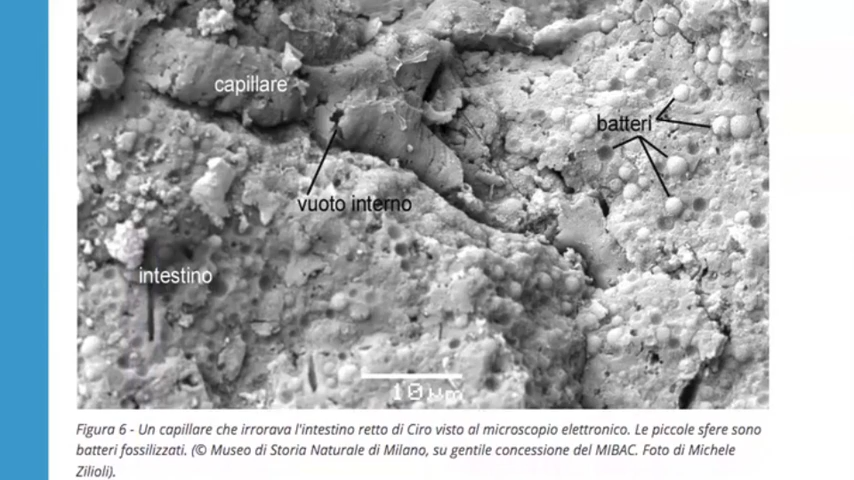 capillare
batteri
vuoto interno
intestino
10 µm
Figura 6 - Un capillare che irrorava l'intestino retto di Ciro visto al microscopio elettronico. Le piccole sfere sono
batteri fossilizzati. (© Museo di Storia Naturale di Milano, su gentile concessione del MIBAC. Foto di Michele
Zilioli).